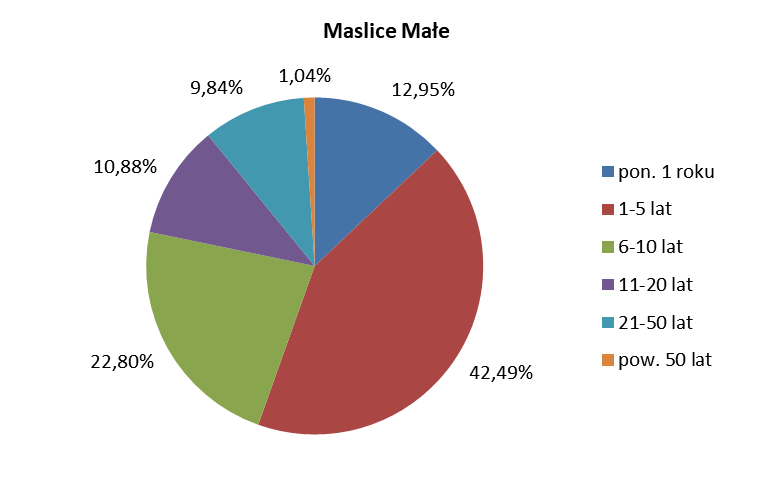 Maslice Małe
1,04%
12,95%
9,84%
10,88%
22,80%
42,49%
pon. 1 roku
1-5 lat
6-10 lat
11-20 lat
21-50 lat
pow. 50 lat